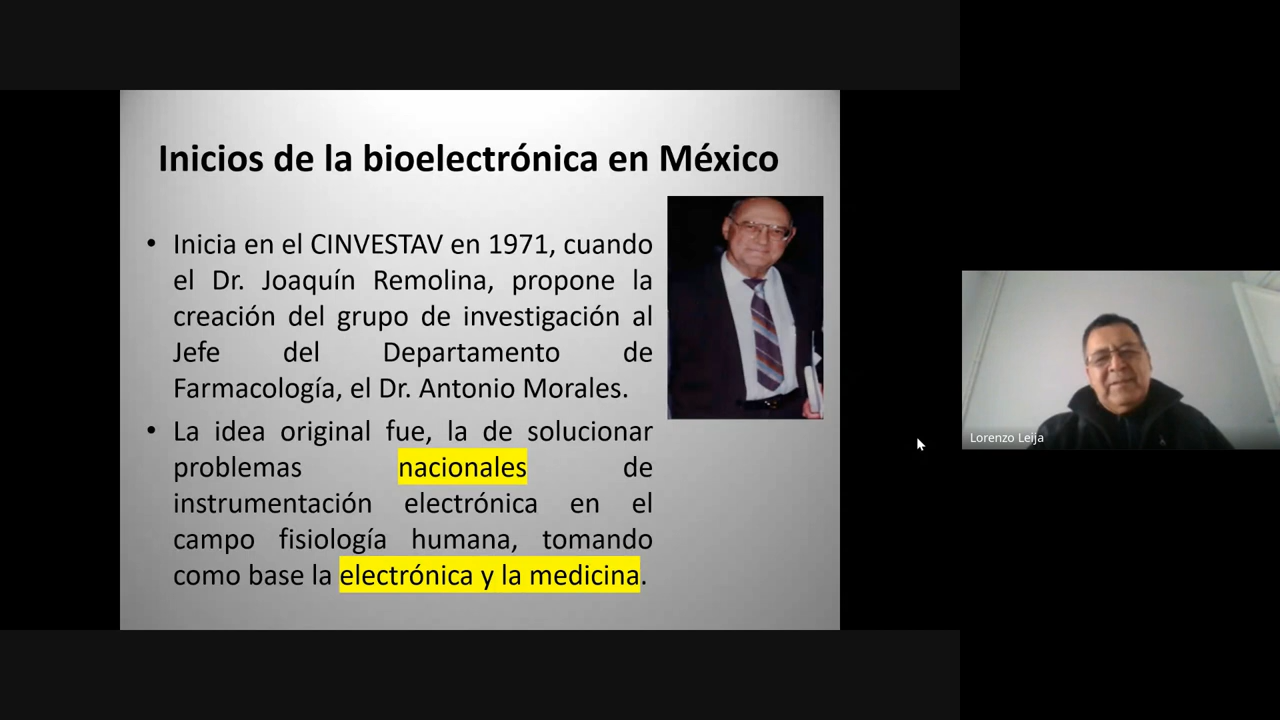 Inicios de la bioelectrónica en México
• Inicia en el CINVESTAV en 1971, cuando
el Dr. Joaquín Remolina, propone la
creación del grupo de investigación al
Jefe del Departamento de
Farmacología, el Dr. Antonio Morales.
• La idea original fue, la de solucionar
problemas nacionales de
instrumentación electrónica en el
campo fisiología humana, tomando
como base la electrónica y la medicina.
Lorenzo Leija